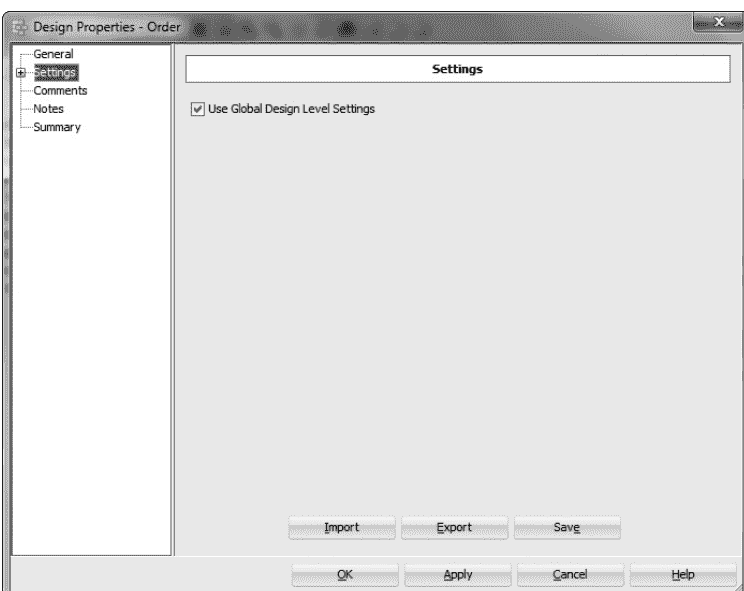 Design Properties - Order
General
Settings
Comments
Notes
Summary
Settings
Use Global Design Level Settings
Import Export Save
OK Apply Cancel Help